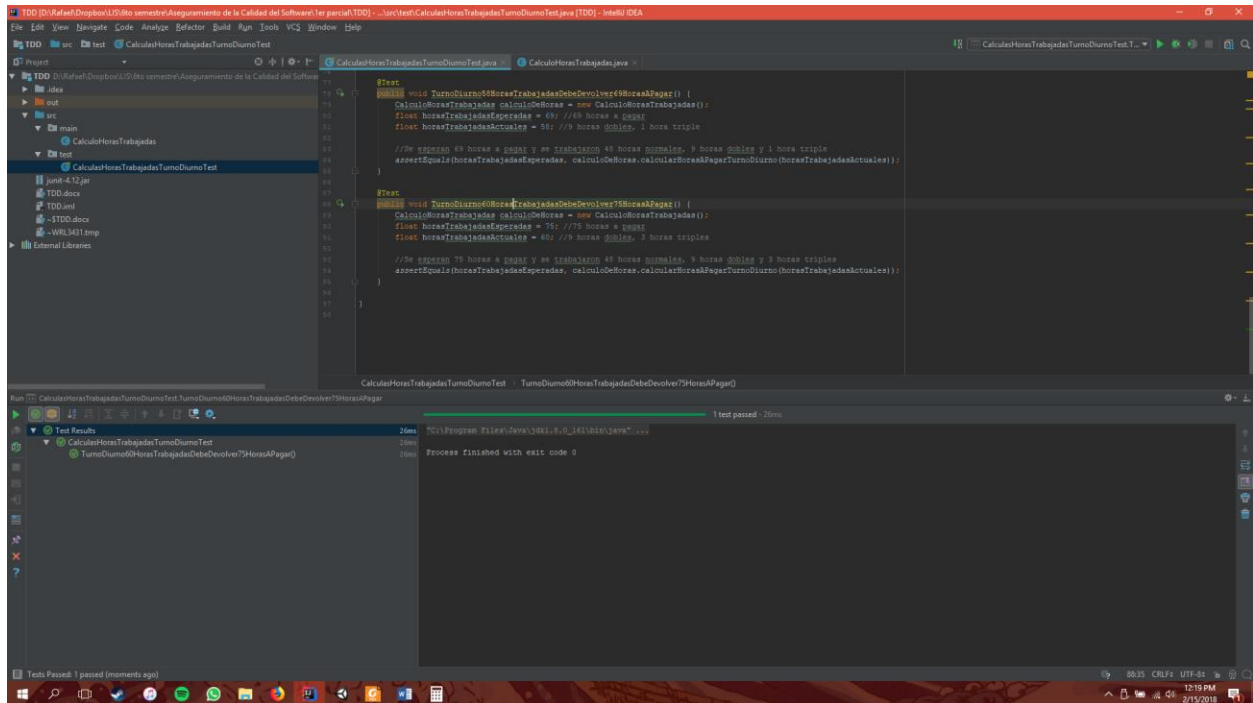 TDD [D:\Rafael\Dropbox\LIS\6to semestre\Aseguramiento de la Calidad del Software\1er parcial\TDD] - ...\src\test\CalculasHorasTrabajadasTurnoDiurnoTest.java [TDD] - IntelliJ IDEA
File Edit View Navigate Code Analyze Refactor Build Run Tools VCS Window Help
TDD src test CalculasHorasTrabajadasTurnoDiurnoTest CalculasHorasTrabajadasTurnoDiurnoTest.T...
Project CalculasHorasTrabajadasTurnoDiurnoTest.java CalculoHorasTrabajadas.java
TDD D:\Rafael\Dropbox\LIS\6to semestre\Aseguramiento de la Calidad del Softwar
.idea
out
src
main
CalculoHorasTrabajadas
test
CalculasHorasTrabajadasTurnoDiurnoTest
junit-4.12.jar
TDD.docx
TDD.iml
~$TDD.docx
~WRL3431.tmp
External Libraries
@Test
public void TurnoDiurno58HorasTrabajadasDebeDevolver69HorasAPagar() {
CalculoHorasTrabajadas calculoDeHoras = new CalculoHorasTrabajadas();
float horasTrabajadasEsperadas = 69; //69 horas a pagar
float horasTrabajadasActuales = 58; //9 horas dobles, 1 hora triple
//Se esperan 69 horas a pagar y se trabajaron 48 horas normales, 9 horas dobles y 1 hora triple
assertEquals(horasTrabajadasEsperadas, calculoDeHoras.calcularHorasAPagarTurnoDiurno(horasTrabajadasActuales));
}
@Test
public void TurnoDiurno60HorasTrabajadasDebeDevolver75HorasAPagar() {
CalculoHorasTrabajadas calculoDeHoras = new CalculoHorasTrabajadas();
float horasTrabajadasEsperadas = 75; //75 horas a pagar
float horasTrabajadasActuales = 60; //9 horas dobles, 3 horas triples
//Se esperan 75 horas a pagar y se trabajaron 48 horas normales, 9 horas dobles y 3 horas triples
assertEquals(horasTrabajadasEsperadas, calculoDeHoras.calcularHorasAPagarTurnoDiurno(horasTrabajadasActuales));
}
}
CalculasHorasTrabajadasTurnoDiurnoTest › TurnoDiurno60HorasTrabajadasDebeDevolver75HorasAPagar()
Run CalculasHorasTrabajadasTurnoDiurnoTest.TurnoDiurno60HorasTrabajadasDebeDevolver75HorasAPagar
1 test passed - 26ms
Test Results 26ms
CalculasHorasTrabajadasTurnoDiurnoTest 26ms
TurnoDiurno60HorasTrabajadasDebeDevolver75HorasAPagar() 26ms
"C:\Program Files\Java\jdk1.8.0_161\bin\java" ...
Process finished with exit code 0
Tests Passed: 1 passed (moments ago) 88:35 CRLF÷ UTF-8÷
12:19 PM
2/15/2018